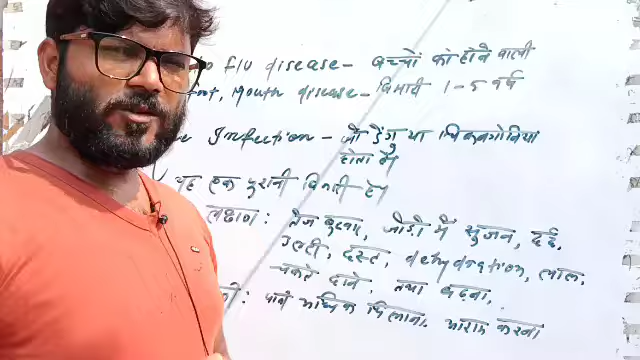 Flu disease- बच्चों को होने वाली
Mouth disease- बिमारी 1-5 वर्ष
Infection - जो डेंगू या चिकनगोनिया
होता है
यह एक पुरानी बिमारी है।
लक्षण: तेज बुखार, जोड़ो में सूजन, दर्द,
उल्टी, दस्त, dehydration, लाल,
चकते दाने, तथा
पानी अधिक पिलाना. आराम करना